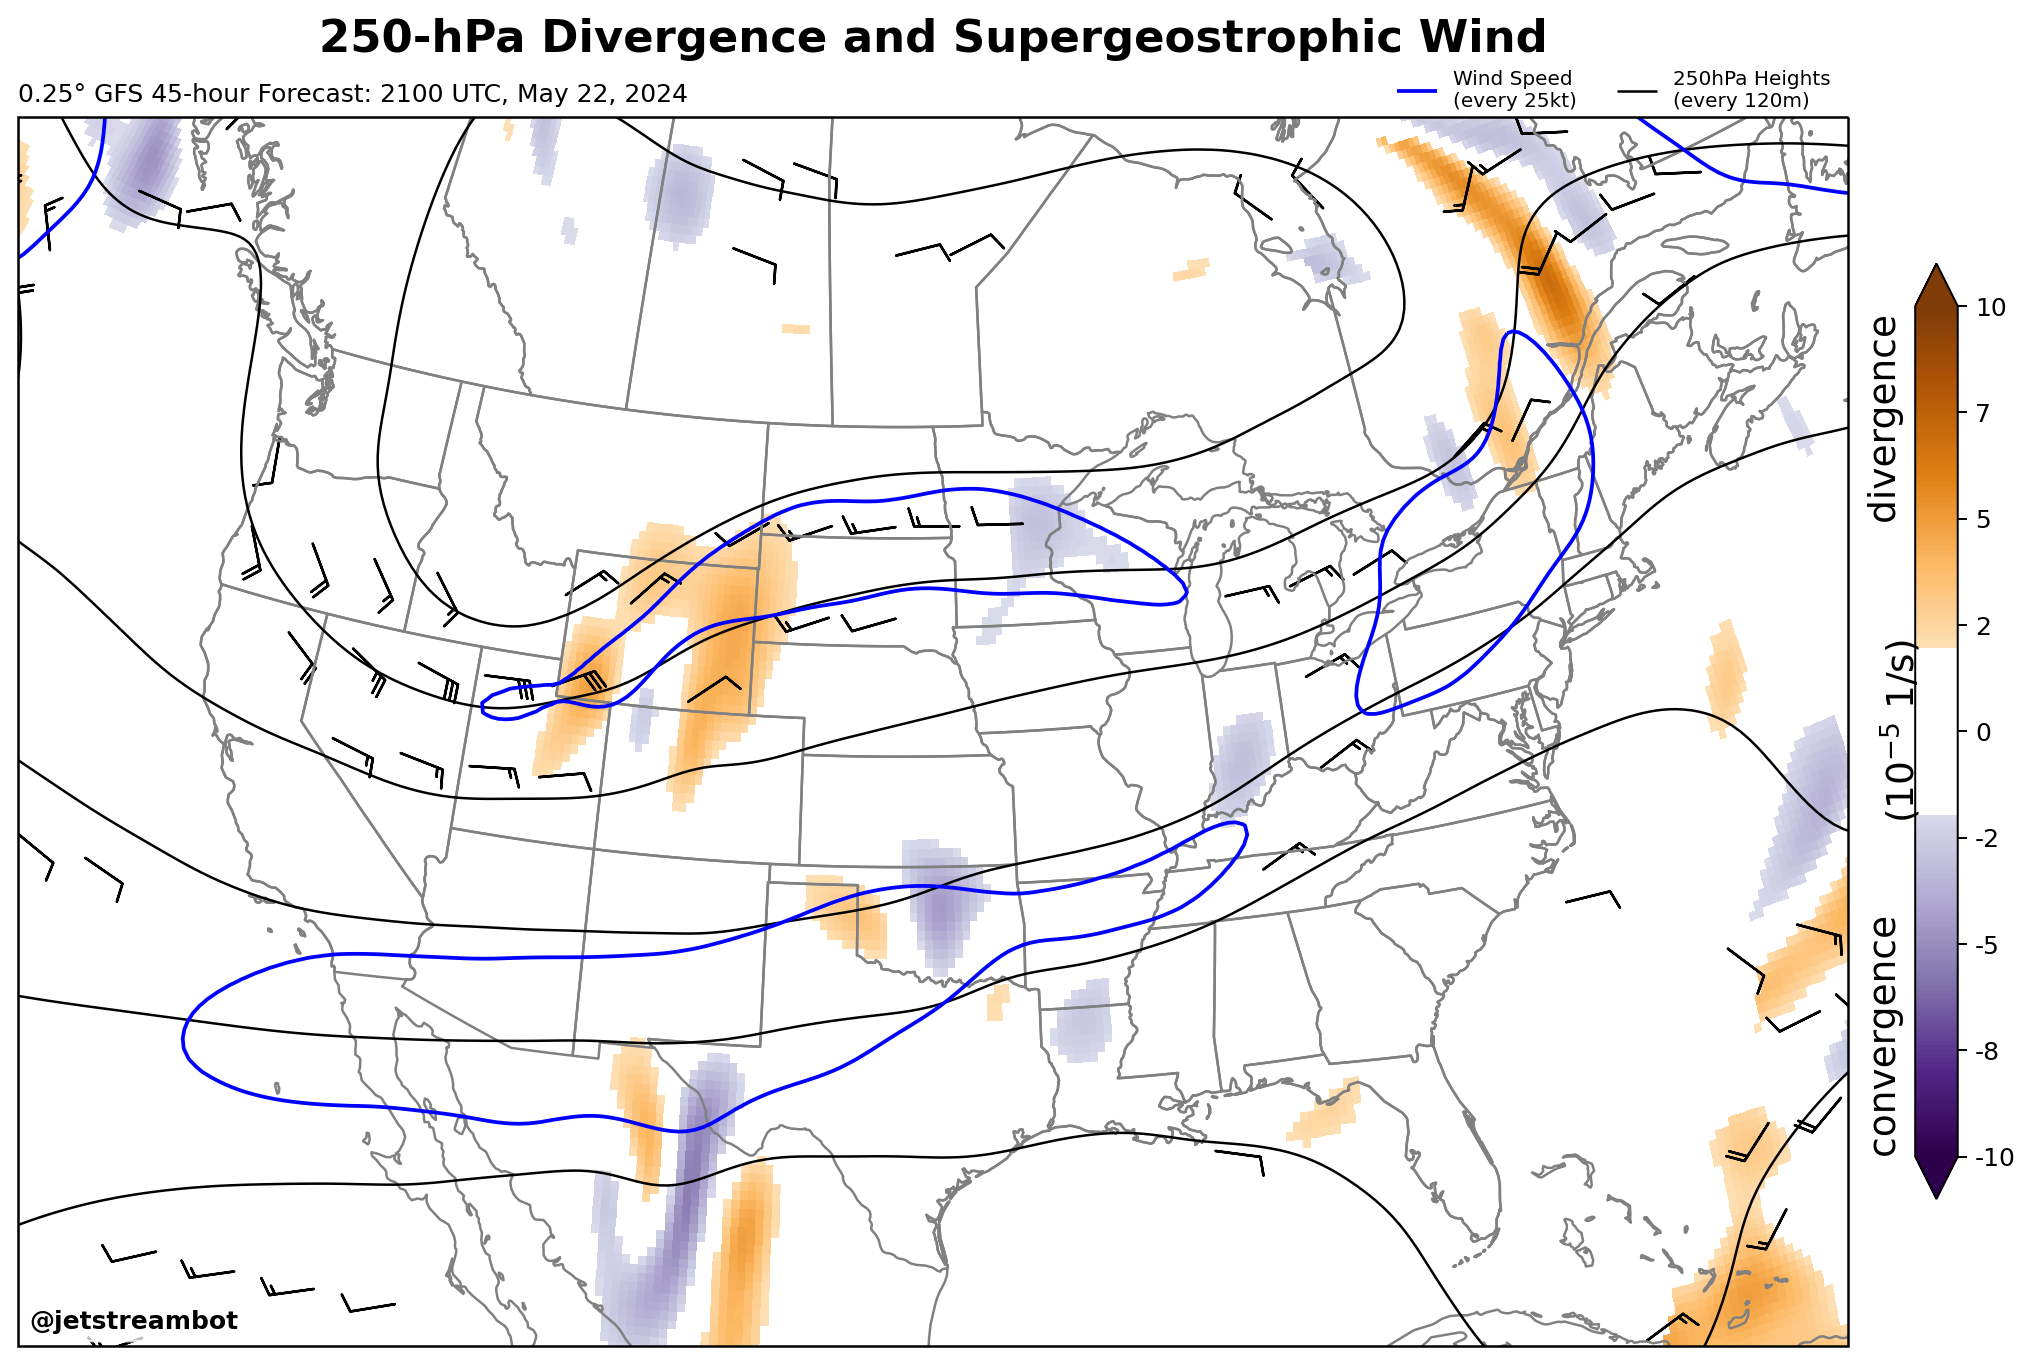 250-hPa Divergence and Supergeostrophic Wind
0.25° GFS 45-hour Forecast: 2100 UTC, May 22, 2024
Wind Speed
(every 25kt)
250hPa Heights
(every 120m)
10
7
5
2
0
-2
-5
-8
-10
convergence
(10⁻⁵ 1/s)
divergence
@jetstreambot